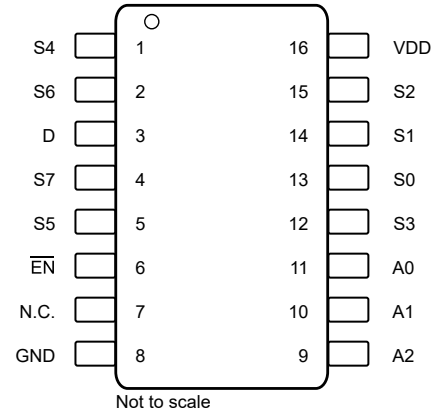 S4 1 16 VDD
S6 2 15 S2
D 3 14 S1
S7 4 13 S0
S5 5 12 S3
E̅N̅ 6 11 A0
N.C. 7 10 A1
GND 8 9 A2
Not to scale